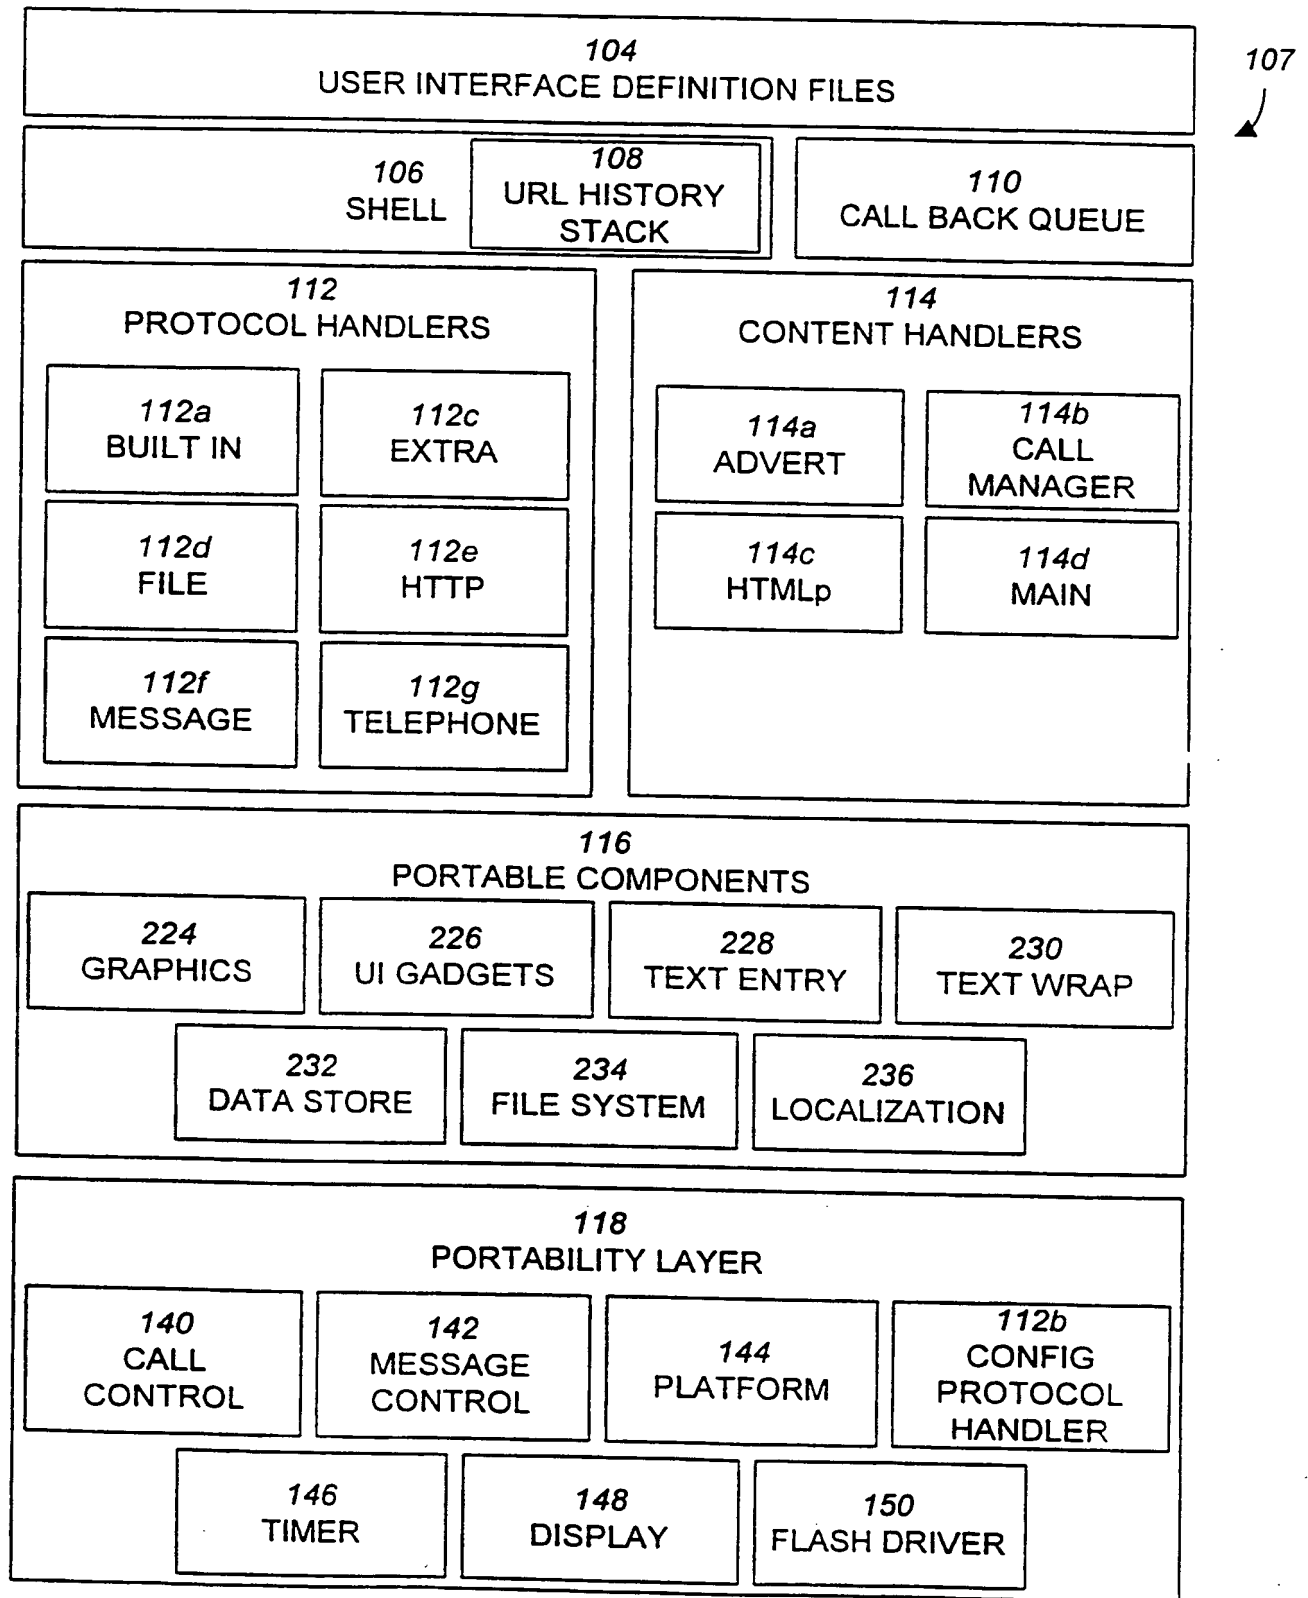 104
USER INTERFACE DEFINITION FILES
107
106
SHELL
108
URL HISTORY
STACK
110
CALL BACK QUEUE
112
PROTOCOL HANDLERS
112a
BUILT IN
112c
EXTRA
112d
FILE
112e
HTTP
112f
MESSAGE
112g
TELEPHONE
114
CONTENT HANDLERS
114a
ADVERT
114b
CALL
MANAGER
114c
HTMLp
114d
MAIN
116
PORTABLE COMPONENTS
224
GRAPHICS
226
UI GADGETS
228
TEXT ENTRY
230
TEXT WRAP
232
DATA STORE
234
FILE SYSTEM
236
LOCALIZATION
118
PORTABILITY LAYER
140
CALL
CONTROL
142
MESSAGE
CONTROL
144
PLATFORM
112b
CONFIG
PROTOCOL
HANDLER
146
TIMER
148
DISPLAY
150
FLASH DRIVER